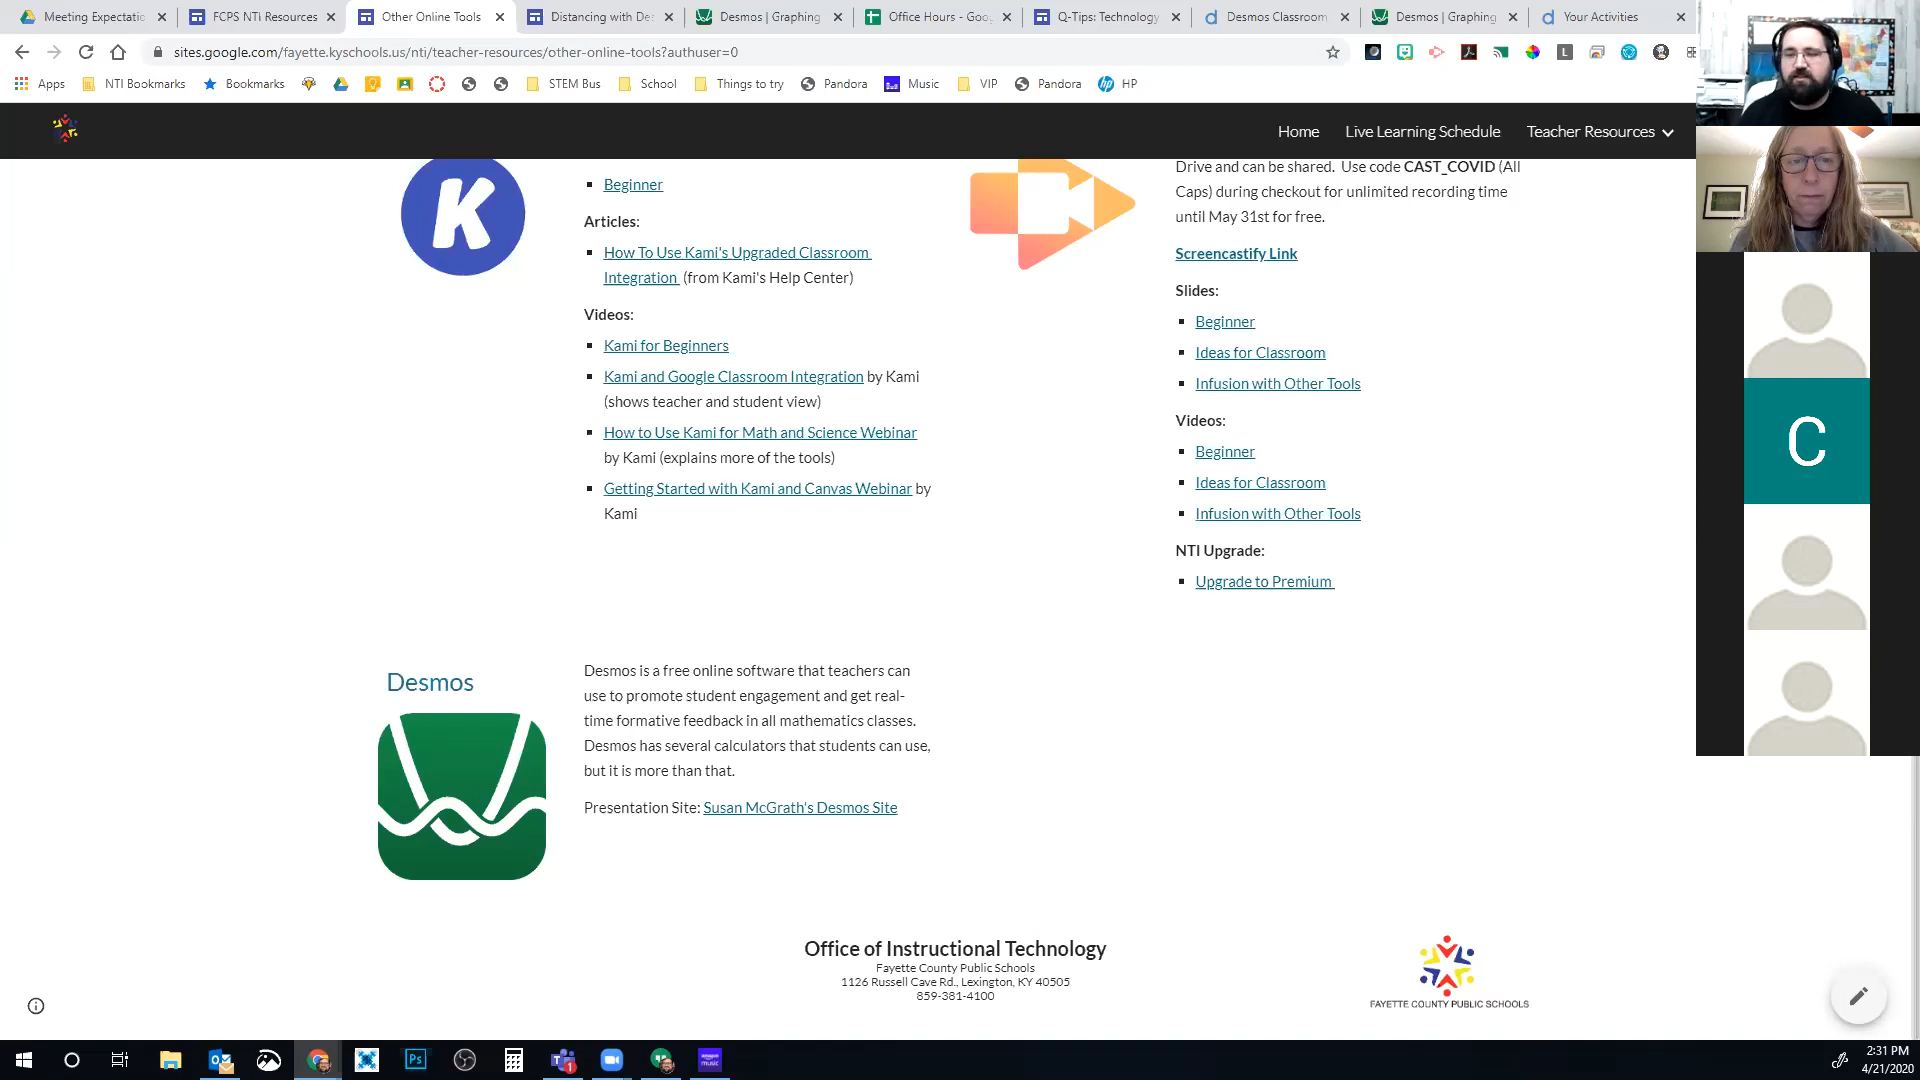 Meeting Expectatio
FCPS NTI Resources
Other Online Tools
Distancing with De
Desmos | Graphing
Office Hours - Goog
Q-Tips: Technology
Desmos Classroom
Desmos | Graphing
Your Activities
sites.google.com/fayette.kyschools.us/nti/teacher-resources/other-online-tools?authuser=0
Apps
NTI Bookmarks
Bookmarks
STEM Bus
School
Things to try
Pandora
Music
VIP
Pandora
HP
Home
Live Learning Schedule
Teacher Resources
K
Beginner
Articles:
How To Use Kami's Upgraded Classroom
Integration (from Kami's Help Center)
Videos:
Kami for Beginners
Kami and Google Classroom Integration by Kami
(shows teacher and student view)
How to Use Kami for Math and Science Webinar
by Kami (explains more of the tools)
Getting Started with Kami and Canvas Webinar by
Kami
Drive and can be shared. Use code CAST_COVID (All
Caps) during checkout for unlimited recording time
until May 31st for free.
Screencastify Link
Slides:
Beginner
Ideas for Classroom
Infusion with Other Tools
Videos:
Beginner
Ideas for Classroom
Infusion with Other Tools
NTI Upgrade:
Upgrade to Premium
C
Desmos
Desmos is a free online software that teachers can
use to promote student engagement and get real-
time formative feedback in all mathematics classes.
Desmos has several calculators that students can use,
but it is more than that.
Presentation Site: Susan McGrath's Desmos Site
Office of Instructional Technology
Fayette County Public Schools
1126 Russell Cave Rd., Lexington, KY 40505
859-381-4100
FAYETTE COUNTY PUBLIC SCHOOLS
Ps
amazon
music
2:31 PM
4/21/2020